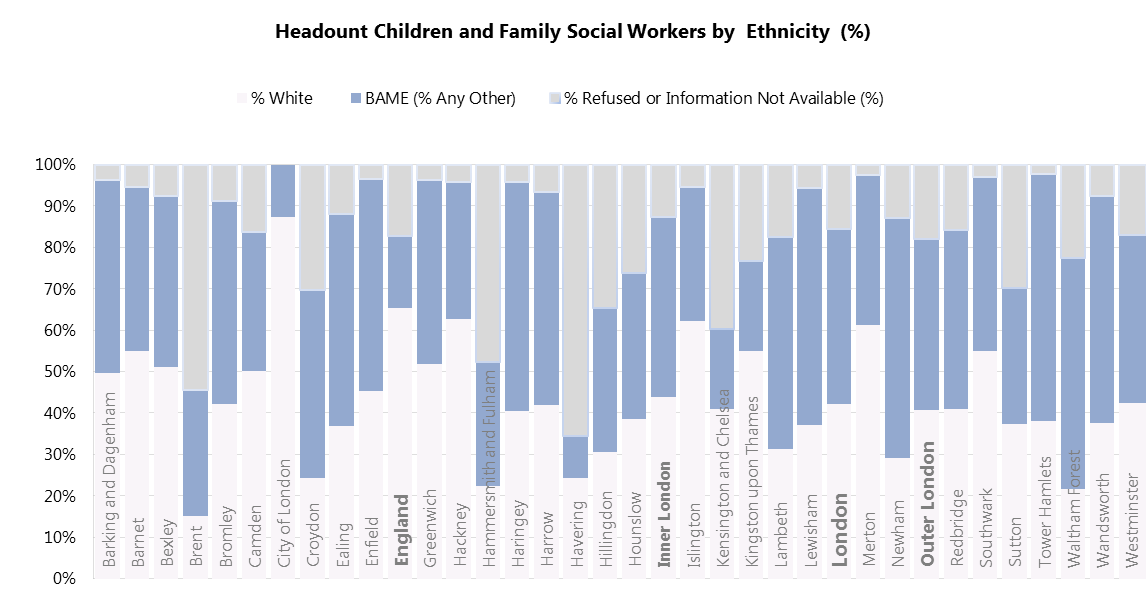 Headount Children and Family Social Workers by  Ethnicity  (%)
% White
BAME (% Any Other)
% Refused or Information Not Available (%)
100%
90%
80%
70%
60%
50%
40%
30%
20%
10%
0%
Barking and Dagenham
Barnet
Bexley
Brent
Bromley
Camden
City of London
Croydon
Ealing
Enfield
England
Greenwich
Hackney
Hammersmith and Fulham
Haringey
Harrow
Havering
Hillingdon
Hounslow
Inner London
Islington
Kensington and Chelsea
Kingston upon Thames
Lambeth
Lewisham
London
Merton
Newham
Outer London
Redbridge
Southwark
Sutton
Tower Hamlets
Waltham Forest
Wandsworth
Westminster